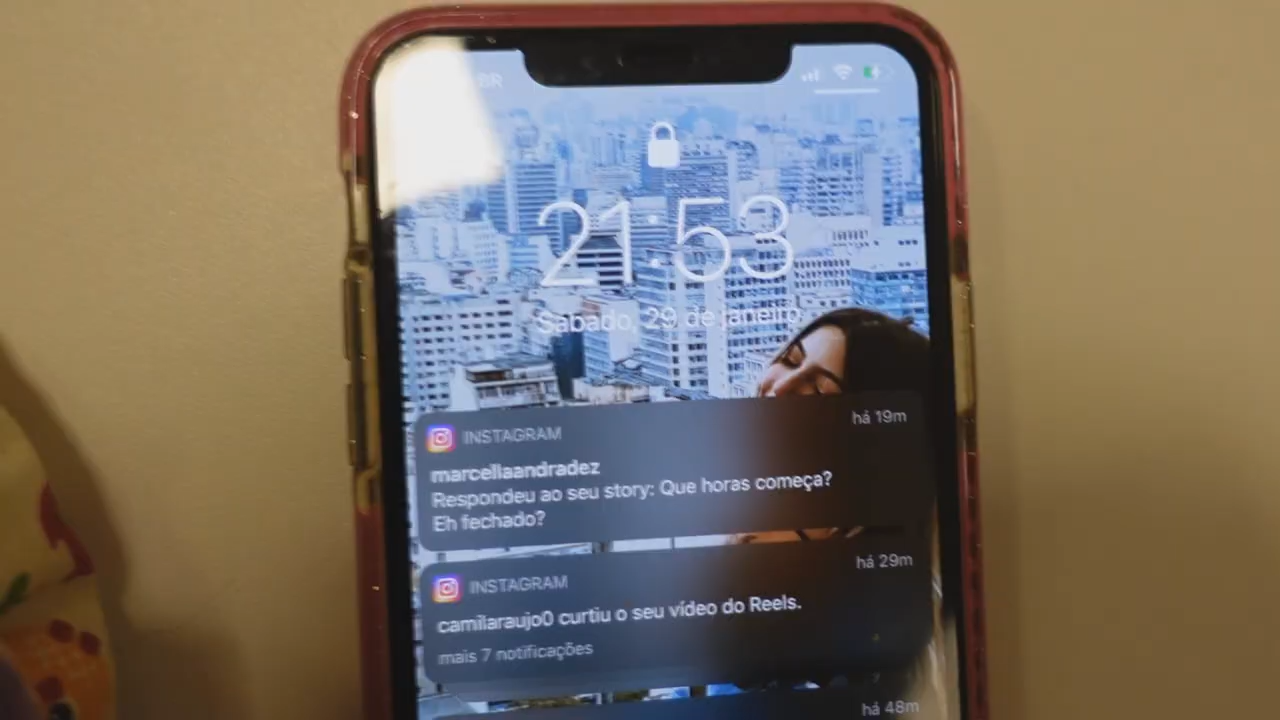 21:53
Sábado, 29 de janeiro
há 19m
INSTAGRAM
marcellaandradez
Respondeu ao seu story: Que horas começa?
Eh fechado?
há 29m
INSTAGRAM
camilaraujo0 curtiu o seu vídeo do Reels.
mais 7 notificações
há 48m